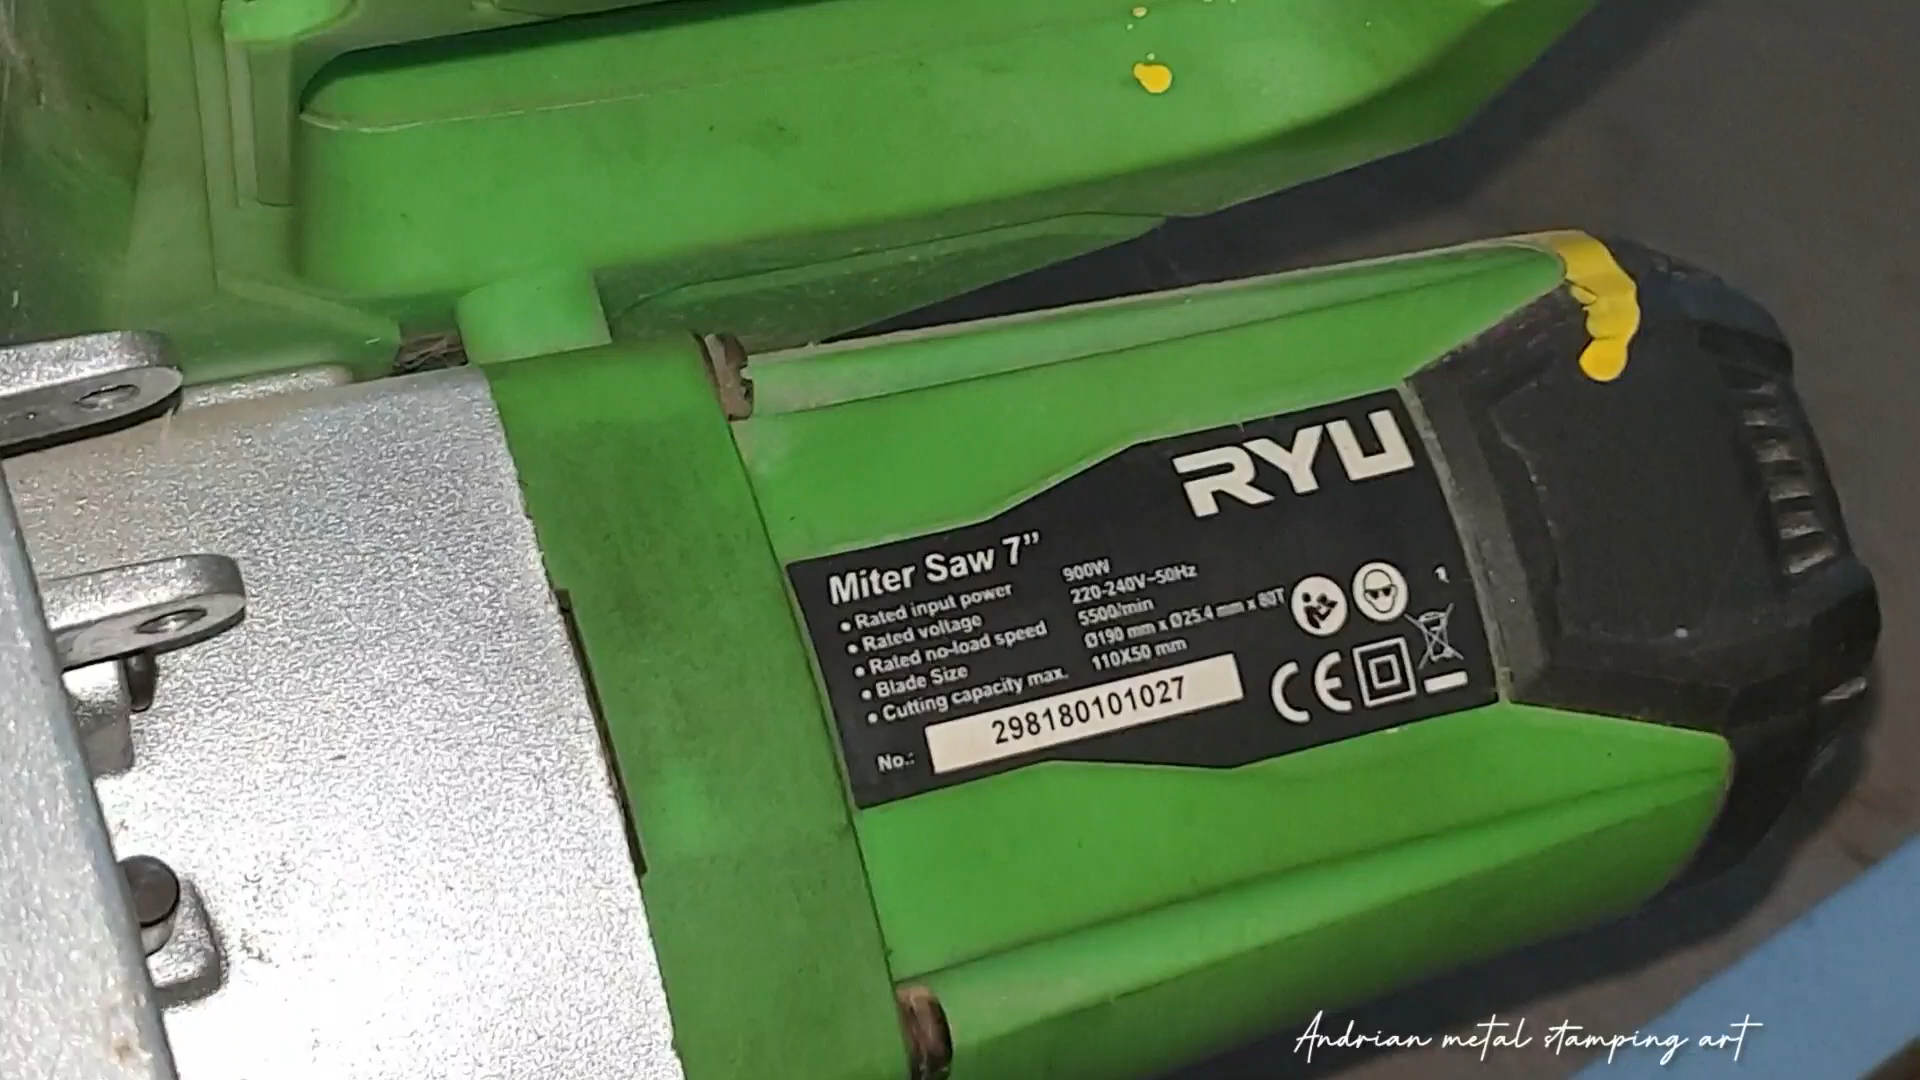 RYU
Miter Saw 7”
• Rated input power 900W
• Rated voltage 220-240V~50Hz
• Rated no-load speed 5500/min
• Blade Size Ø190 mm x Ø25.4 mm x 80T
• Cutting capacity max. 110X50 mm
No.: 298180101027
CE
Andrian metal stamping art